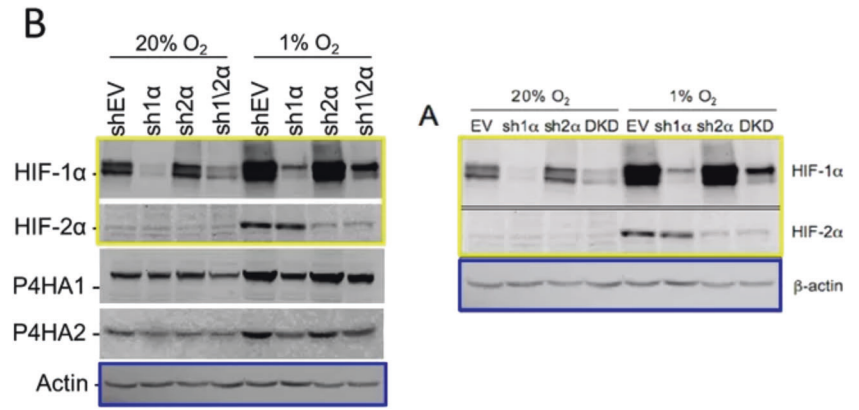 B
20% O₂ 1% O₂
shEV sh1α sh2α sh1\2α shEV sh1α sh2α sh1\2α
HIF-1α
HIF-2α
P4HA1
P4HA2
Actin
A
20% O₂ 1% O₂
EV sh1α sh2α DKD EV sh1α sh2α DKD
HIF-1α
HIF-2α
β-actin